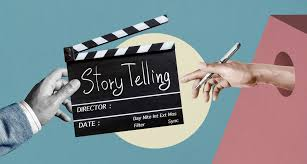 Story Telling
DIRECTOR :
DATE :
Day Nite Int Ext Mos
Filter Sync